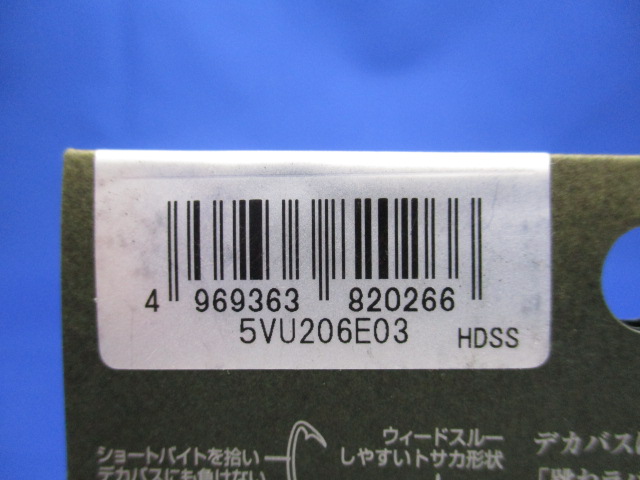 4 969363 820266
5VU206E03 HDSS
ショートバイトを拾い
デカバスにも負けない
ウィードスルー
しやすいトサカ形状
デカバスに